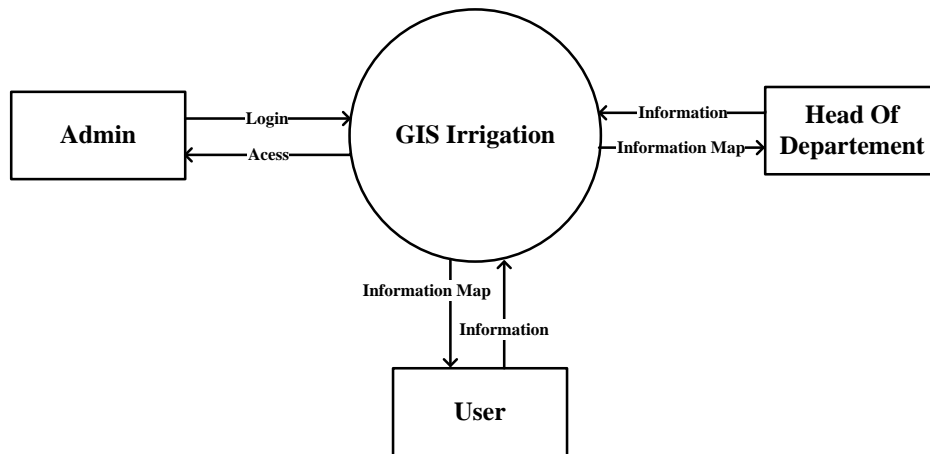 Admin
Login
Acess
GIS Irrigation
Information
Information Map
Head Of
Departement
Information Map
Information
User